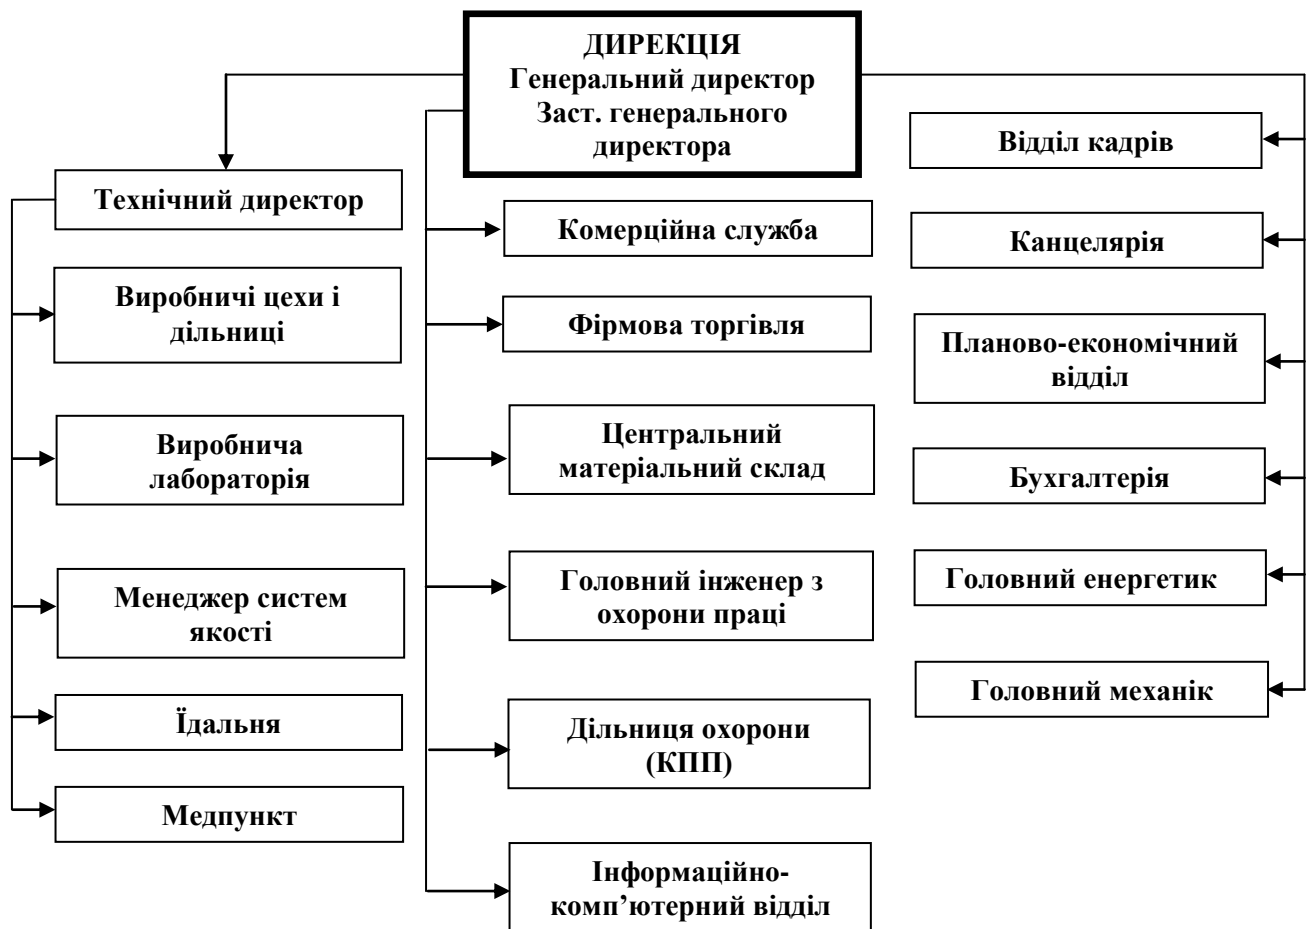 ДИРЕКЦІЯ
Генеральний директор
Заст. генерального
директора
Технічний директор
Виробничі цехи і
дільниці
Виробнича
лабораторія
Менеджер систем
якості
Їдальня
Медпункт
Комерційна служба
Фірмова торгівля
Центральний
матеріальний склад
Головний інженер з
охорони праці
Дільниця охорони
(КПП)
Інформаційно-
комп’ютерний відділ
Відділ кадрів
Канцелярія
Планово-економічний
відділ
Бухгалтерія
Головний енергетик
Головний механік